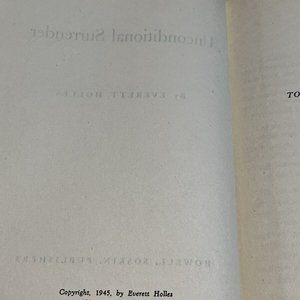 Unconditional Surrender
By EVERETT HOLLES
HOWELL, SOSKIN, PUBLISHERS
Copyright, 1945, by Everett Holles
TO